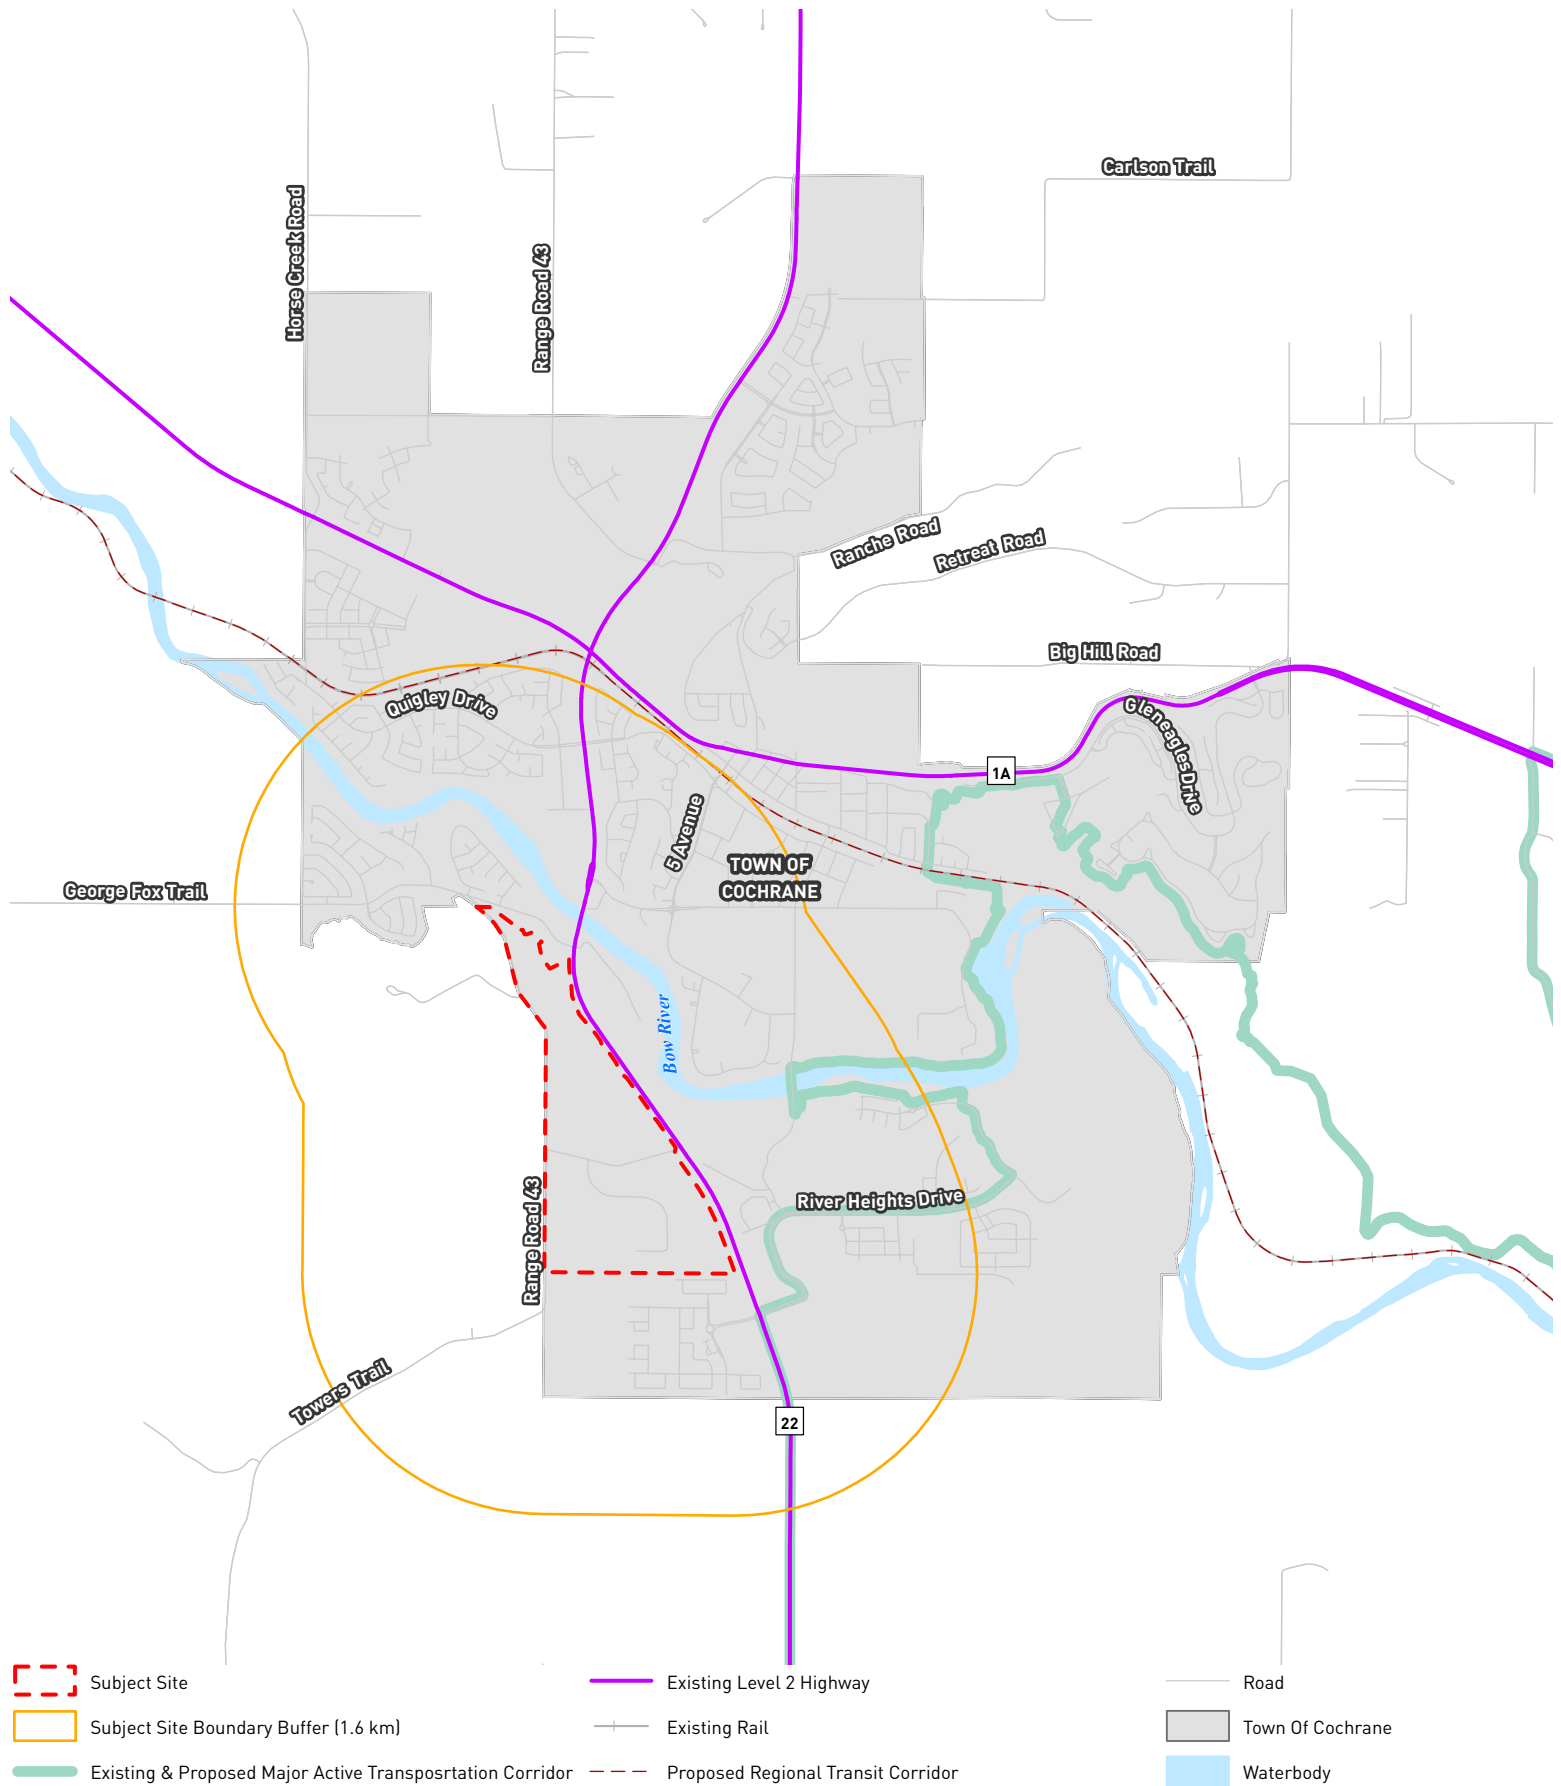 Carlson Trail
Horse Creek Road
Range Road 43
Ranche Road
Retreat Road
Big Hill Road
Quigley Drive
Gleneagles Drive
1A
5 Avenue
TOWN OF
COCHRANE
George Fox Trail
Bow River
Range Road 43
River Heights Drive
Towers Trail
22
Subject Site
Existing Level 2 Highway
Road
Subject Site Boundary Buffer (1.6 km)
Existing Rail
Town Of Cochrane
Existing & Proposed Major Active Transposrtation Corridor
Proposed Regional Transit Corridor
Waterbody